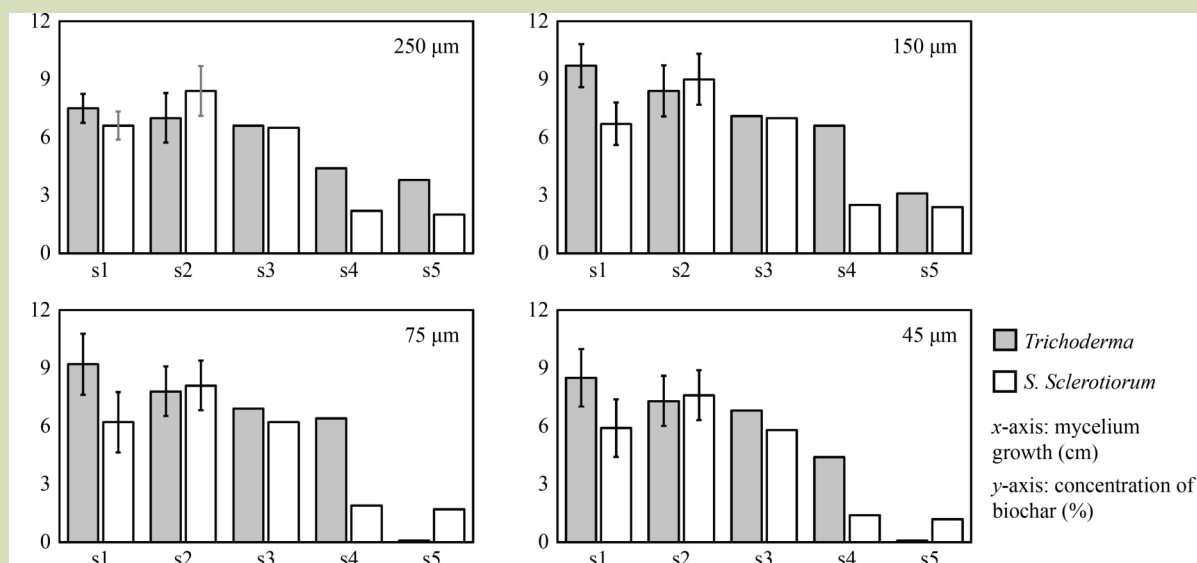 12
9
6
3
0
250 μm
s1 s2 s3 s4 s5
12
9
6
3
0
150 μm
s1 s2 s3 s4 s5
12
9
6
3
0
75 μm
s1 s2 s3 s4 s5
12
9
6
3
0
45 μm
s1 s2 s3 s4 s5
Trichoderma
S. Sclerotiorum
x-axis: mycelium
growth (cm)
y-axis: concentration of
biochar (%)